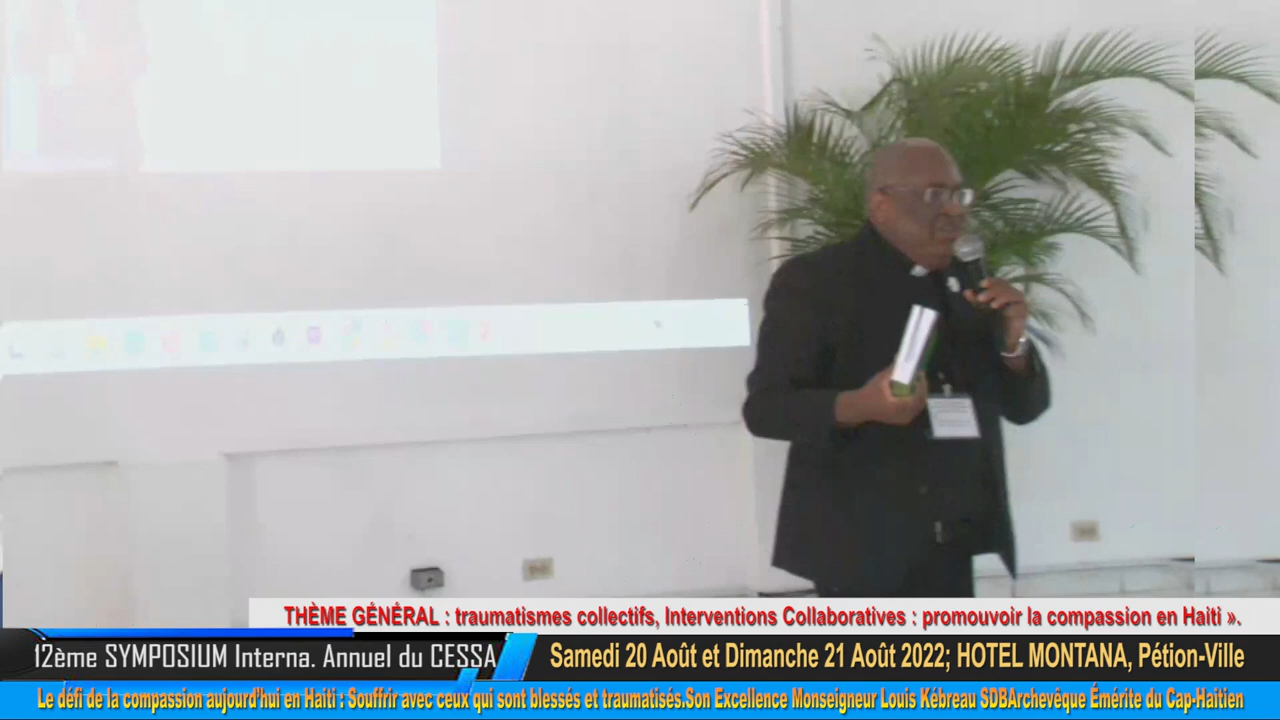 THÈME GÉNÉRAL : traumatismes collectifs, Interventions Collaboratives : promouvoir la compassion en Haiti ».
12ème SYMPOSIUM Interna. Annuel du CESSA
Samedi 20 Août et Dimanche 21 Août 2022; HOTEL MONTANA, Pétion-Ville
Le défi de la compassion aujourd'hui en Haiti : Souffrir avec ceux qui sont blessés et traumatisés.Son Excellence Monseigneur Louis Kébreau SDBArchevêque Émérite du Cap-Haitien